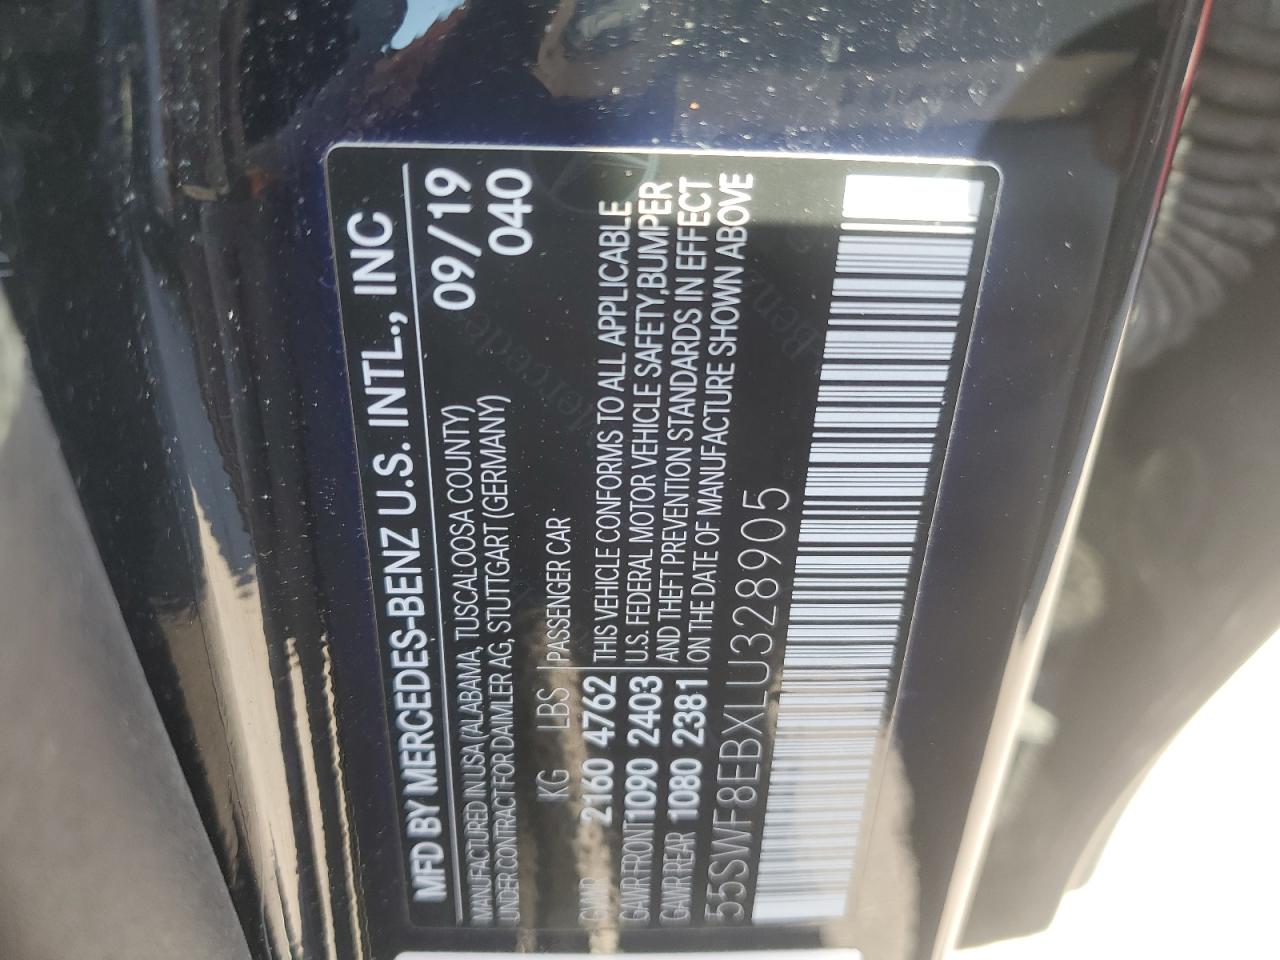 MFD BY MERCEDES-BENZ U.S. INTL., INC
MANUFACTURED IN USA (ALABAMA, TUSCALOOSA COUNTY) 09/19
UNDER CONTRACT FOR DAIMLER AG, STUTTGART (GERMANY) 040
KG LBS PASSENGER CAR
GVWR 2160 4762 THIS VEHICLE CONFORMS TO ALL APPLICABLE
GAWR FRONT 1090 2403 U.S. FEDERAL MOTOR VEHICLE SAFETY, BUMPER
GAWR REAR 1080 2381 AND THEFT PREVENTION STANDARDS IN EFFECT
ON THE DATE OF MANUFACTURE SHOWN ABOVE
55SWF8EBXLU328905